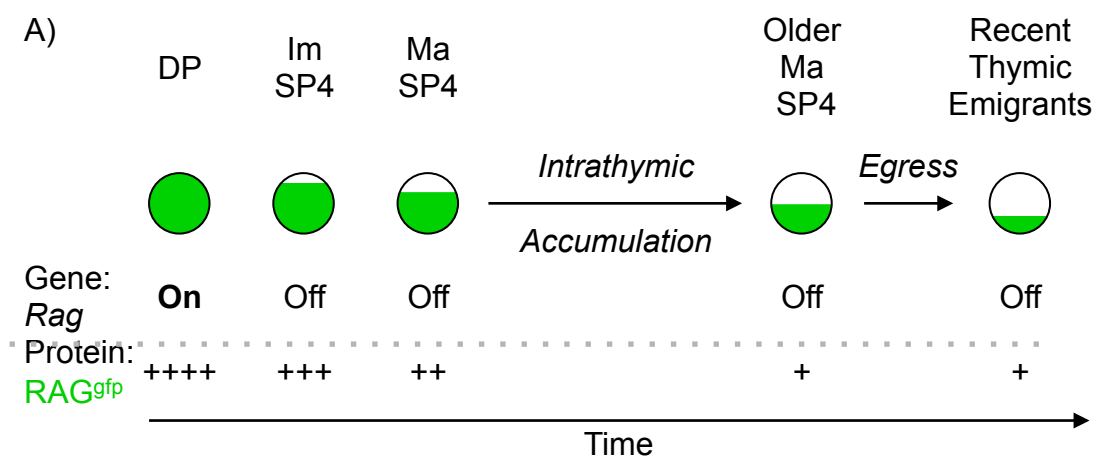 A)
DP
Im
SP4
Ma
SP4
Older
Ma
SP4
Recent
Thymic
Emigrants
Intrathymic
Accumulation
Egress
Gene:
Rag
On Off Off Off Off
Protein:
RAGgfp
++++ +++ ++ + +
Time